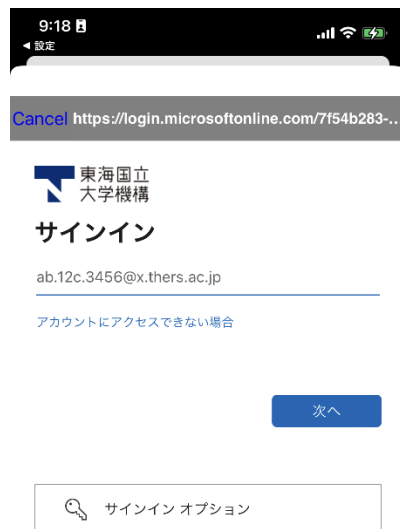 9:18
◀ 設定
Cancel https://login.microsoftonline.com/7f54b283-...
東海国立
大学機構
サインイン
ab.12c.3456@x.thers.ac.jp
アカウントにアクセスできない場合
次へ
サインイン オプション